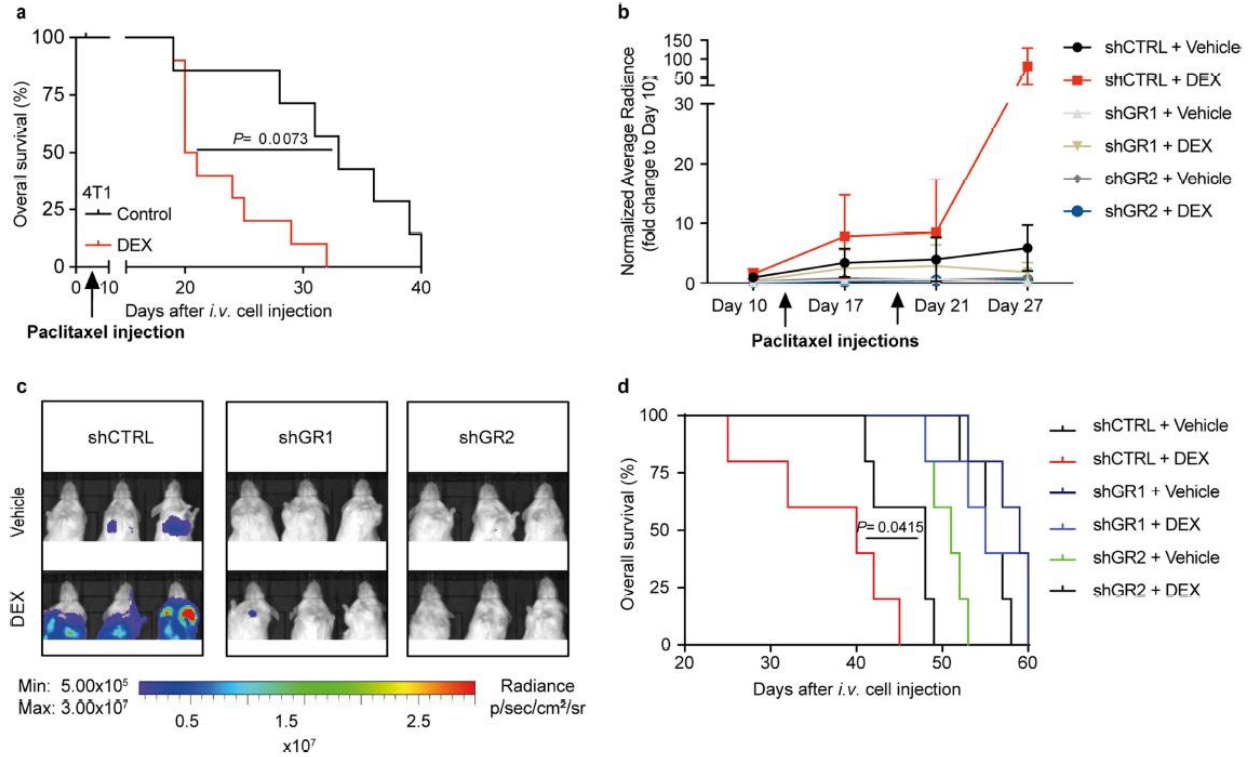 a
100
75
50
25
0
Overall survival (%)
P= 0.0073
4T1
Control
DEX
0 10 20 30 40
Days after i.v. cell injection
Paclitaxel injection
b
150
100
50
30
20
10
0
Normalized Average Radiance
(fold change to Day 10)
Day 10 Day 17 Day 21 Day 27
Paclitaxel injections
shCTRL + Vehicle
shCTRL + DEX
shGR1 + Vehicle
shGR1 + DEX
shGR2 + Vehicle
shGR2 + DEX
c
shCTRL shGR1 shGR2
Vehicle
DEX
Min: 5.00x10⁵
Max: 3.00x10⁷
0.5 1.5 2.5
x10⁷
Radiance
p/sec/cm²/sr
d
100
75
50
25
0
Overall survival (%)
P= 0.0415
20 30 40 50 60
Days after i.v. cell injection
shCTRL + Vehicle
shCTRL + DEX
shGR1 + Vehicle
shGR1 + DEX
shGR2 + Vehicle
shGR2 + DEX